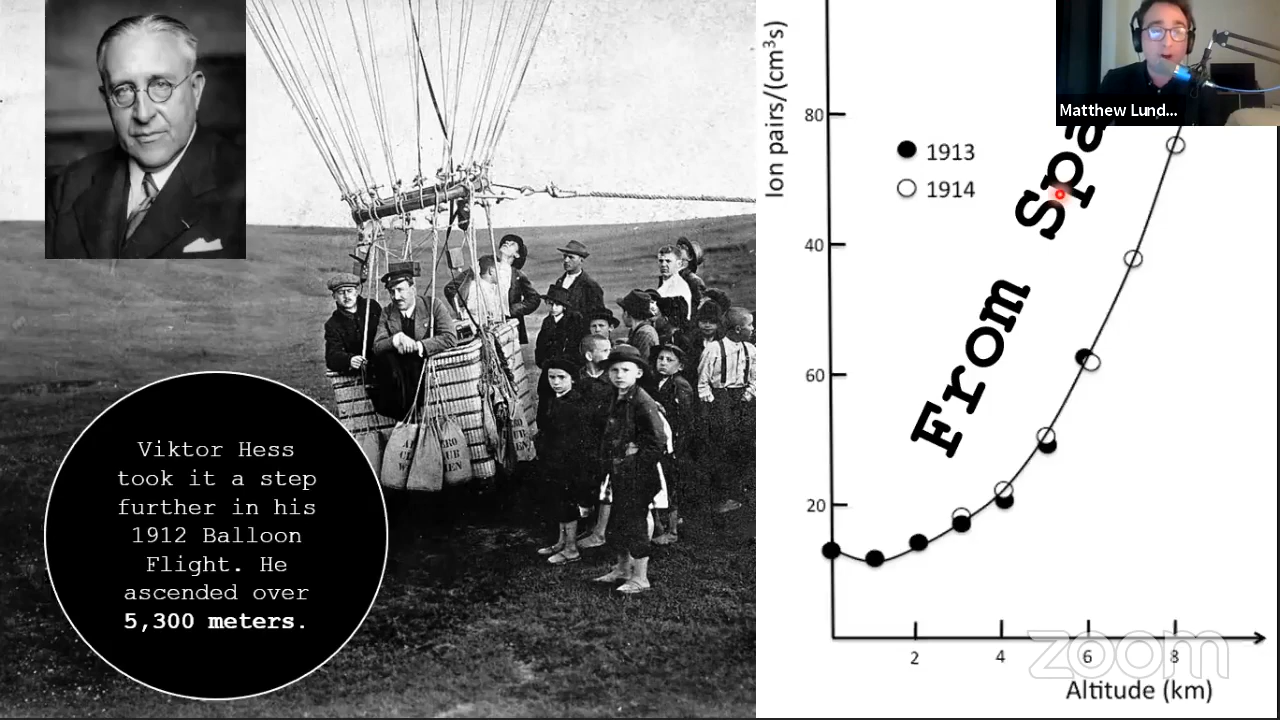 Viktor Hess
took it a step
further in his
1912 Balloon
Flight. He
ascended over
5,300 meters.
Ion pairs/(cm³s)
80
40
60
20
1913
1914
From Spa
2
4
6
8
Altitude (km)
Matthew Lund...
zoom